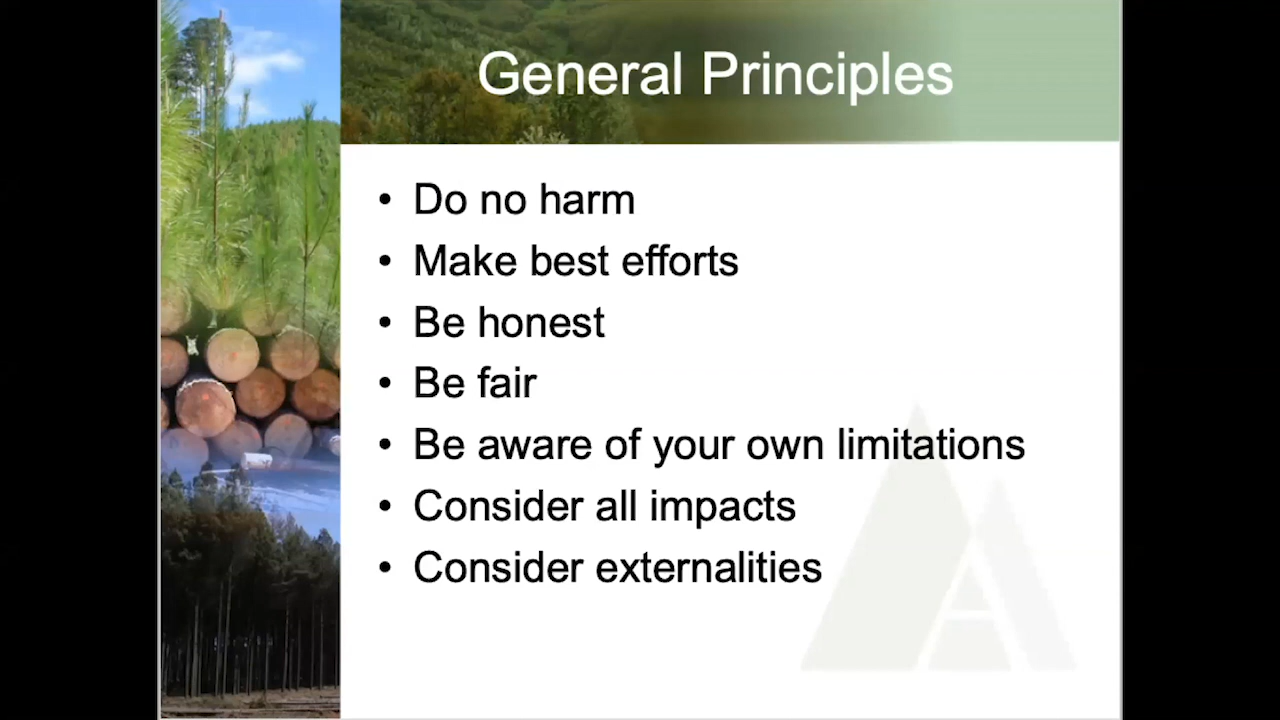 General Principles
• Do no harm
• Make best efforts
• Be honest
• Be fair
• Be aware of your own limitations
• Consider all impacts
• Consider externalities